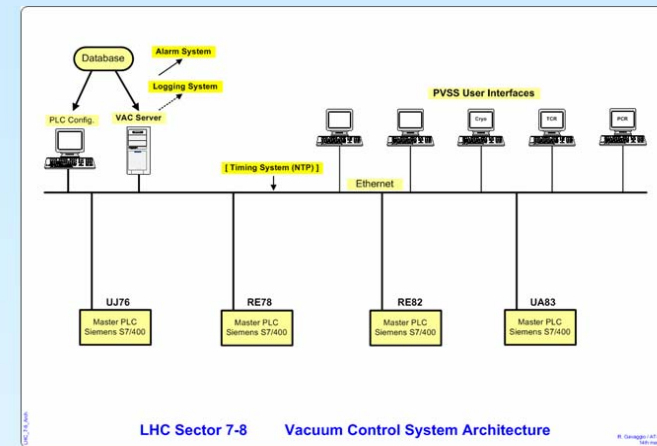 Database
Alarm System
Logging System
PLC Config.
VAC Server
PVSS User Interfaces
Cryo
TCR
PCR
[ Timing System (NTP) ]
Ethernet
UJ76
RE78
RE82
UA83
Master PLC
Siemens S7/400
Master PLC
Siemens S7/400
Master PLC
Siemens S7/400
Master PLC
Siemens S7/400
LHC Sector 7-8 Vacuum Control System Architecture